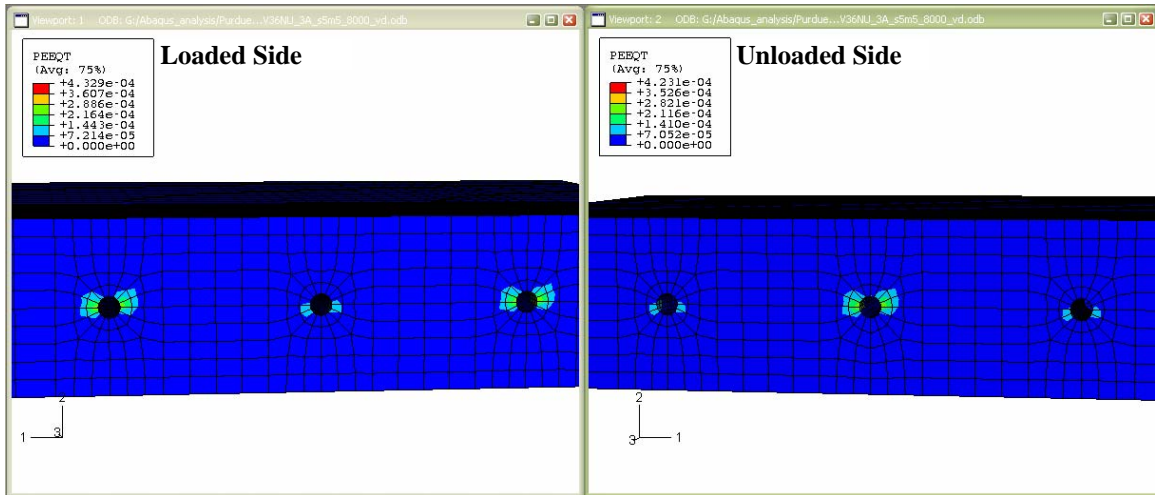 Viewport: 1 ODB: G:/Abaqus_analysis/Purdue...V36NU_3A_s5m5_8000_vd.odb
Loaded Side
PEEQT
(Avg: 75%)
+4.329e-04
+3.607e-04
+2.886e-04
+2.164e-04
+1.443e-04
+7.214e-05
+0.000e+00
2
1
3
Viewport: 2 ODB: G:/Abaqus_analysis/Purdue...V36NU_3A_s5m5_8000_vd.odb
Unloaded Side
PEEQT
(Avg: 75%)
+4.231e-04
+3.526e-04
+2.821e-04
+2.116e-04
+1.410e-04
+7.052e-05
+0.000e+00
2
3
1